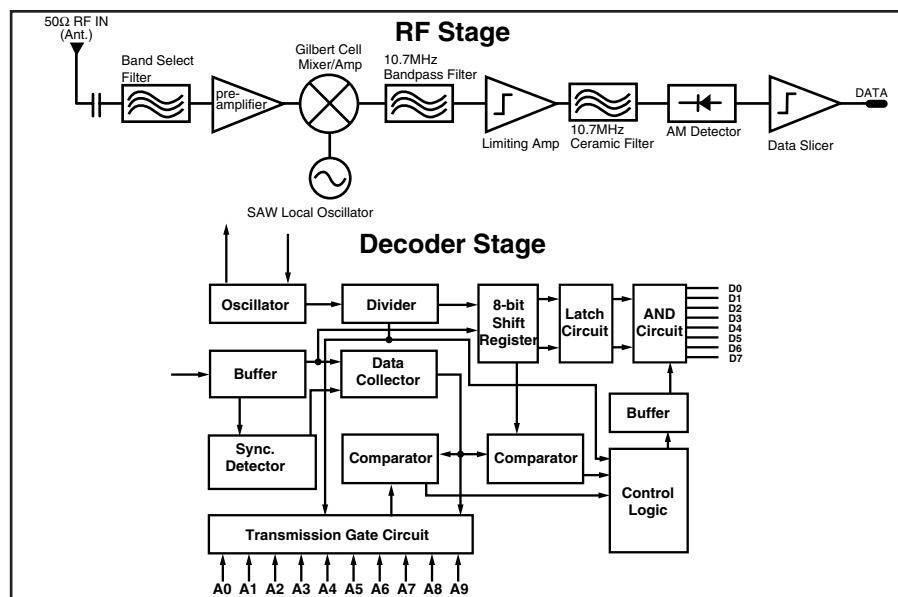 50Ω RF IN
(Ant.)
RF Stage
Band Select
Filter
pre-
amplifier
Gilbert Cell
Mixer/Amp
10.7MHz
Bandpass Filter
Limiting Amp
10.7MHz
Ceramic Filter
AM Detector
Data Slicer
DATA
SAW Local Oscillator
Decoder Stage
Oscillator
Divider
8-bit
Shift
Register
Latch
Circuit
AND
Circuit
D0
D1
D2
D3
D4
D5
D6
D7
Buffer
Data
Collector
Buffer
Sync.
Detector
Comparator
Comparator
Control
Logic
Transmission Gate Circuit
A0 A1 A2 A3 A4 A5 A6 A7 A8 A9